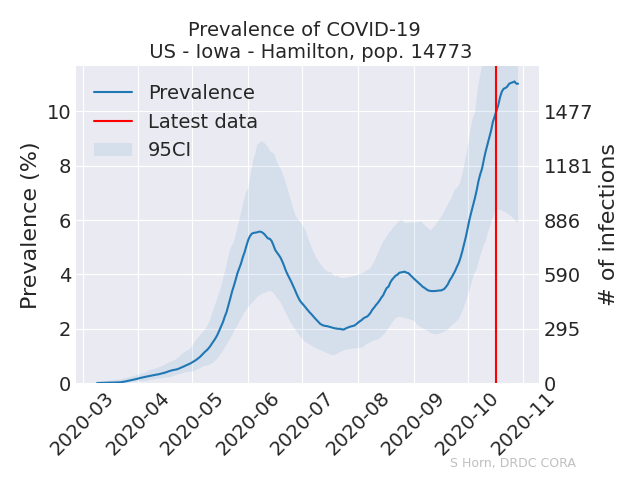 Prevalence of COVID-19
US - Iowa - Hamilton, pop. 14773
Prevalence
Latest data
95CI
Prevalence (%)
10
8
6
4
2
0
1477
1181
886
590
295
0
# of infections
2020-03
2020-04
2020-05
2020-06
2020-07
2020-08
2020-09
2020-10
2020-11
S Horn, DRDC CORA